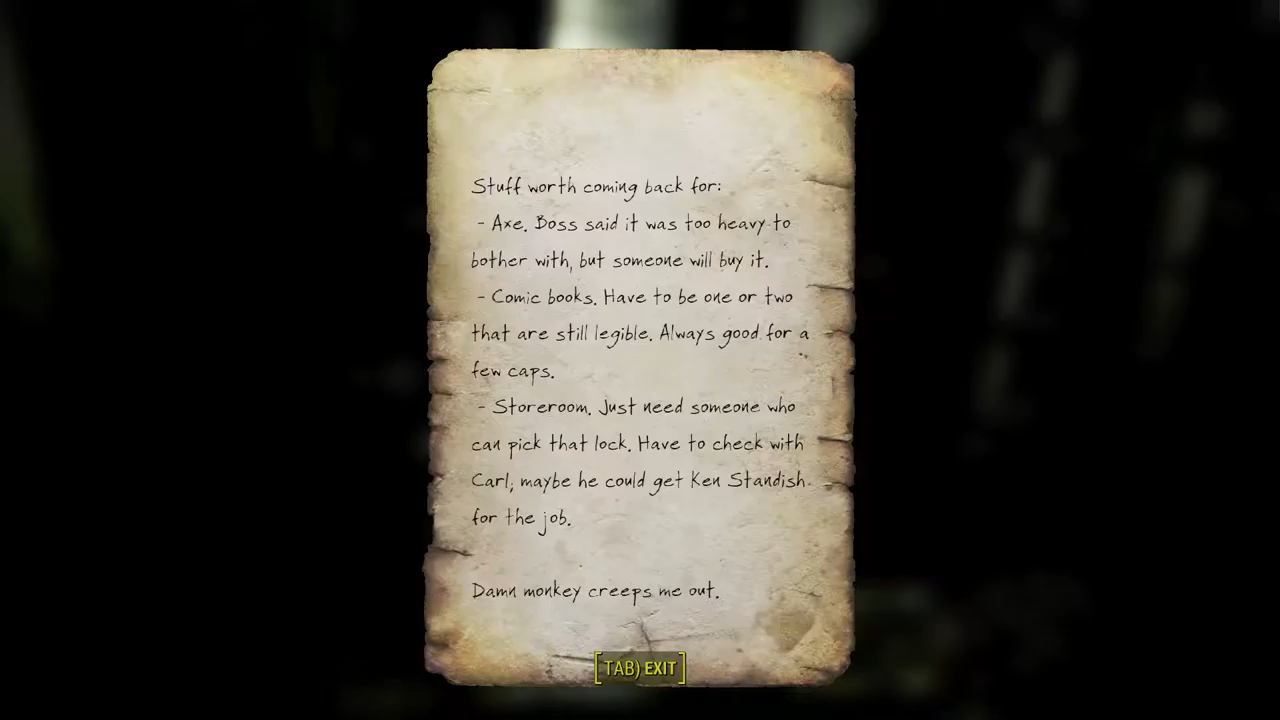 Stuff worth coming back for:
- Axe. Boss said it was too heavy to
bother with, but someone will buy it.
- Comic books. Have to be one or two
that are still legible. Always good for a
few caps.
- Storeroom. Just need someone who
can pick that lock. Have to check with
Carl, maybe he could get Ken Standish
for the job.
Damn monkey creeps me out.
[TAB) EXIT]